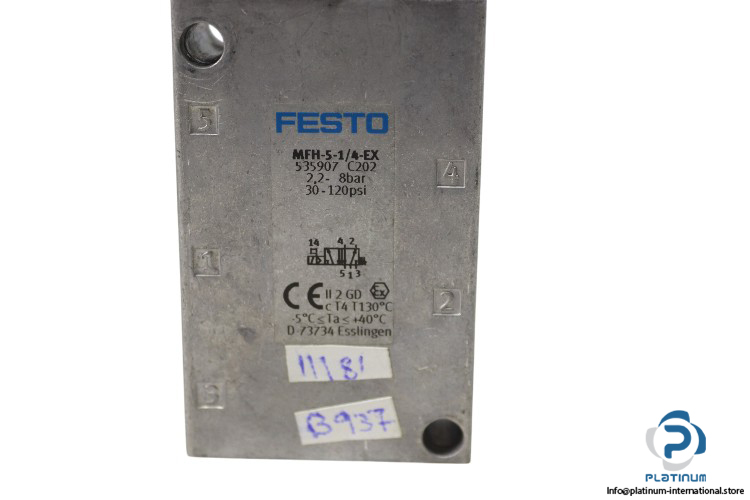 5
FESTO
MFH-5-1/4-EX
535907 C202
2,2- 8bar
30-120psi
4
14 4 2
5 1 3
1
CE II 2 GD Ex
c T4 T130°C
-5°C ≤ Ta ≤ +40°C
D-73734 Esslingen
2
11181
3
B937
PLATINUM
Info@platinum-international.store